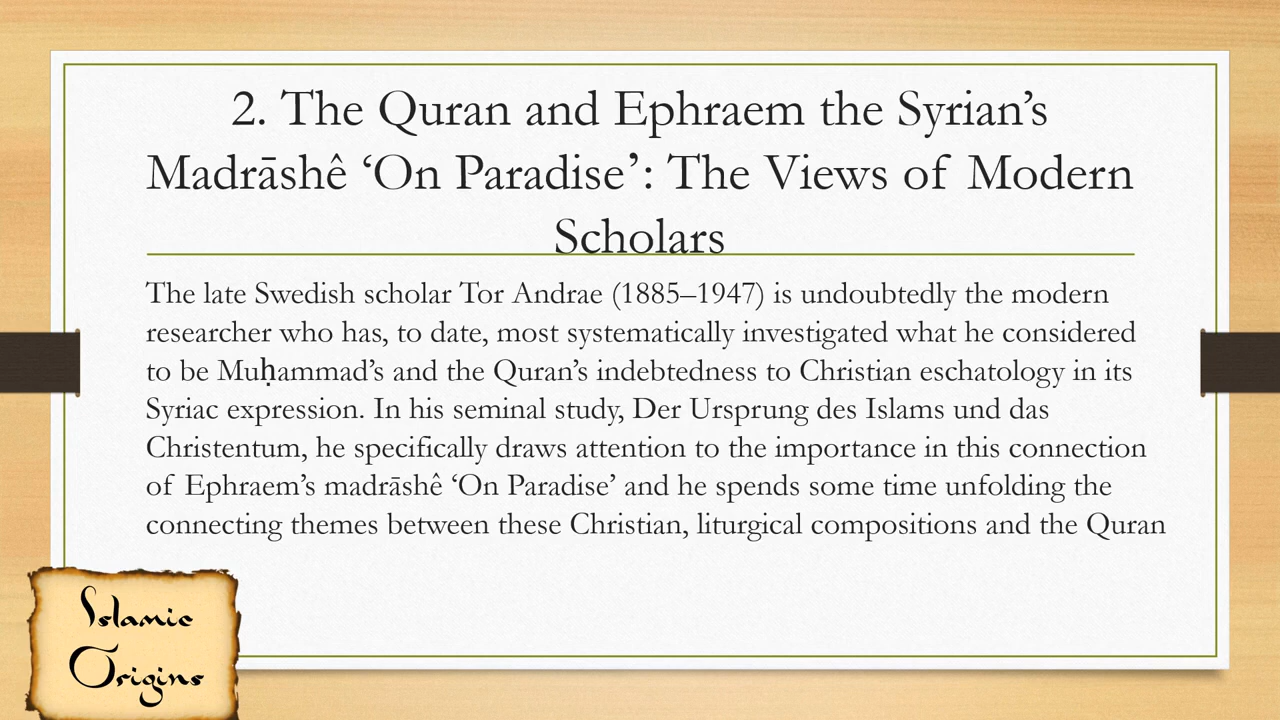 2. The Quran and Ephraem the Syrian’s
Madrāshê ‘On Paradise’: The Views of Modern
Scholars
The late Swedish scholar Tor Andrae (1885–1947) is undoubtedly the modern
researcher who has, to date, most systematically investigated what he considered
to be Muḥammad’s and the Quran’s indebtedness to Christian eschatology in its
Syriac expression. In his seminal study, Der Ursprung des Islams und das
Christentum, he specifically draws attention to the importance in this connection
of Ephraem’s madrāshê ‘On Paradise’ and he spends some time unfolding the
connecting themes between these Christian, liturgical compositions and the Quran
Islamic
Origins